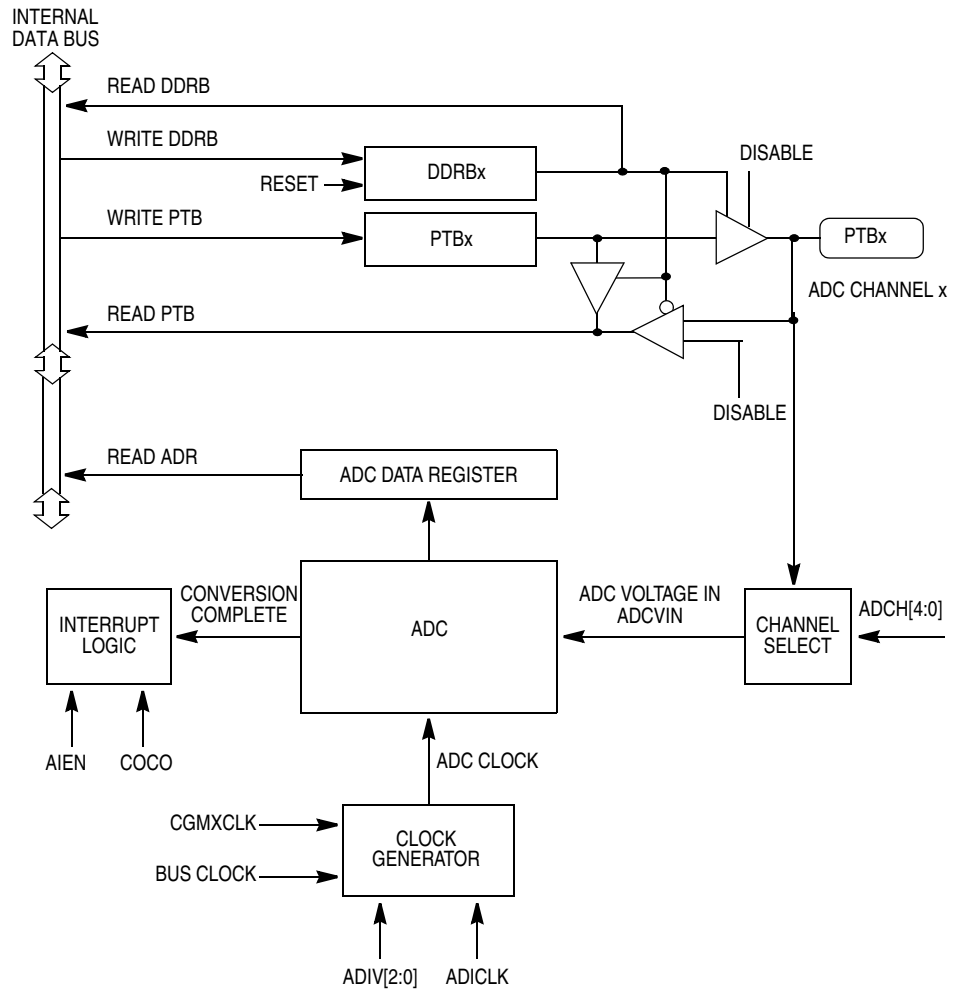 INTERNAL
DATA BUS
READ DDRB
WRITE DDRB
DISABLE
DDRBx
RESET
WRITE PTB
PTBx
PTBx
ADC CHANNEL x
READ PTB
DISABLE
READ ADR
ADC DATA REGISTER
CONVERSION
COMPLETE
ADC VOLTAGE IN
ADCVIN
ADCH[4:0]
INTERRUPT
LOGIC
ADC
CHANNEL
SELECT
AIEN
COCO
ADC CLOCK
CGMXCLK
CLOCK
GENERATOR
BUS CLOCK
ADIV[2:0]
ADICLK